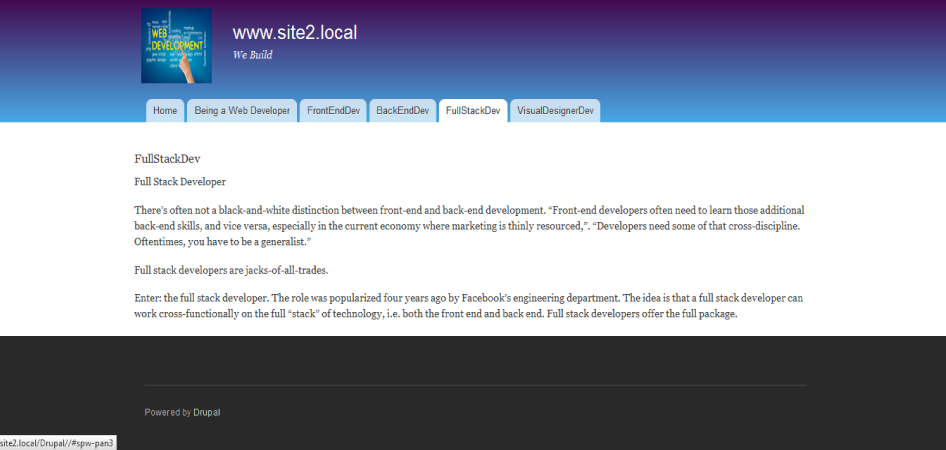 WEB
DEVELOPMENT
www.site2.local
We Build
Home
Being a Web Developer
FrontEndDev
BackEndDev
FullStackDev
VisualDesignerDev
FullStackDev
Full Stack Developer
There’s often not a black-and-white distinction between front-end and back-end development. “Front-end developers often need to learn those additional
back-end skills, and vice versa, especially in the current economy where marketing is thinly resourced,”. “Developers need some of that cross-discipline.
Oftentimes, you have to be a generalist.”
Full stack developers are jacks-of-all-trades.
Enter: the full stack developer. The role was popularized four years ago by Facebook’s engineering department. The idea is that a full stack developer can
work cross-functionally on the full “stack” of technology, i.e. both the front end and back end. Full stack developers offer the full package.
Powered by Drupal
site2.local/Drupal//#spw-pan3